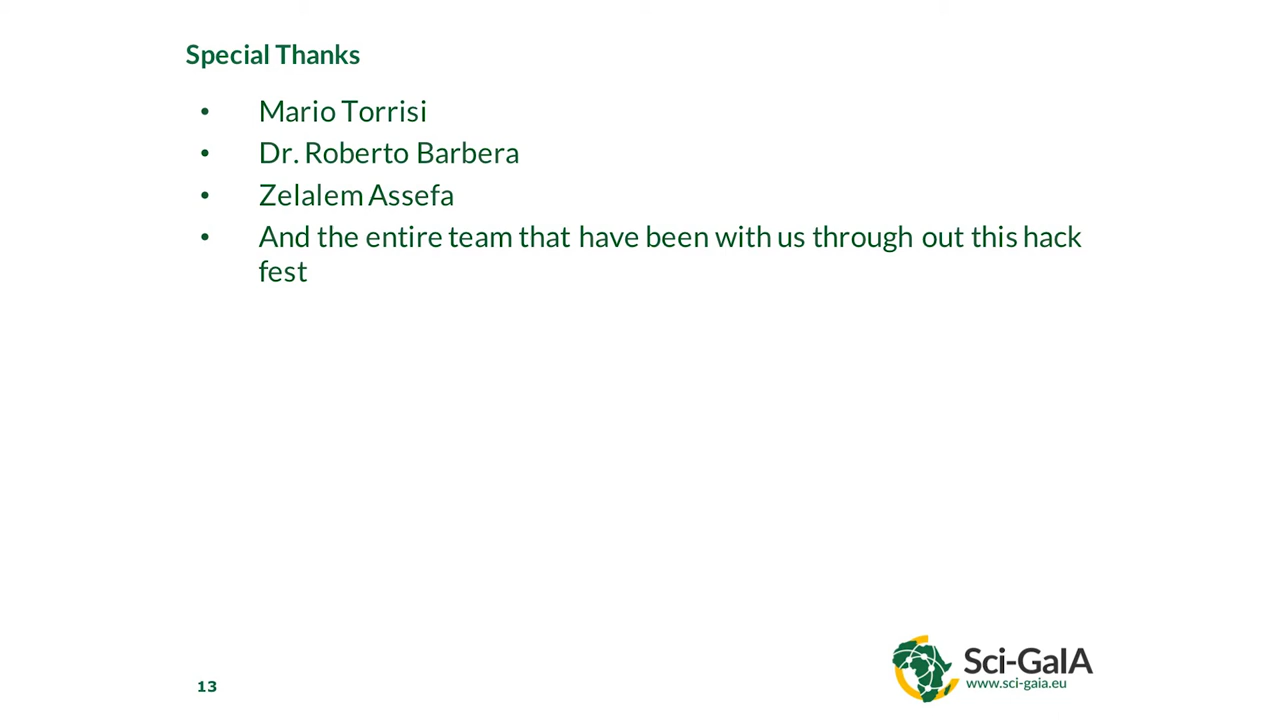 Special Thanks
• Mario Torrisi
• Dr. Roberto Barbera
• Zelalem Assefa
• And the entire team that have been with us through out this hack
fest
13
Sci-GaIA
www.sci-gaia.eu